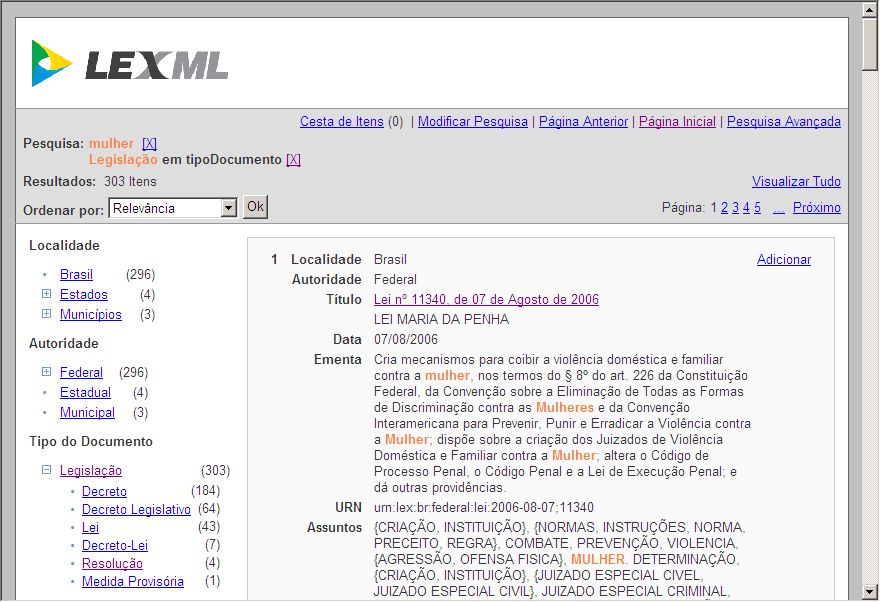 LEXML
Cesta de Itens (0) | Modificar Pesquisa | Página Anterior | Página Inicial | Pesquisa Avançada
Pesquisa: mulher [X]
Legislação em tipoDocumento [X]
Resultados: 303 Itens
Visualizar Tudo
Ordenar por: Relevância Ok
Página: 1 2 3 4 5 ... Próximo
Localidade
Brasil (296)
Estados (4)
Municípios (3)
Autoridade
Federal (296)
Estadual (4)
Municipal (3)
Tipo do Documento
Legislação (303)
Decreto (184)
Decreto Legislativo (64)
Lei (43)
Decreto-Lei (7)
Resolução (4)
Medida Provisória (1)
1 Localidade Brasil Adicionar
Autoridade Federal
Título Lei nº 11340, de 07 de Agosto de 2006
LEI MARIA DA PENHA
Data 07/08/2006
Ementa Cria mecanismos para coibir a violência doméstica e familiar
contra a mulher, nos termos do § 8º do art. 226 da Constituição
Federal, da Convenção sobre a Eliminação de Todas as Formas
de Discriminação contra as Mulheres e da Convenção
Interamericana para Prevenir, Punir e Erradicar a Violência contra
a Mulher; dispõe sobre a criação dos Juizados de Violência
Doméstica e Familiar contra a Mulher; altera o Código de
Processo Penal, o Código Penal e a Lei de Execução Penal; e
dá outras providências.
URN urn:lex:br:federal:lei:2006-08-07;11340
Assuntos {CRIAÇÃO, INSTITUIÇÃO}, {NORMAS, INSTRUÇÕES, NORMA,
PRECEITO, REGRA}, COMBATE, PREVENÇÃO, VIOLENCIA,
{AGRESSÃO, OFENSA FISICA}, MULHER. DETERMINAÇÃO,
{CRIAÇÃO, INSTITUIÇÃO}, {JUIZADO ESPECIAL CIVEL,
JUIZADO ESPECIAL CIVIL}, JUIZADO ESPECIAL CRIMINAL,